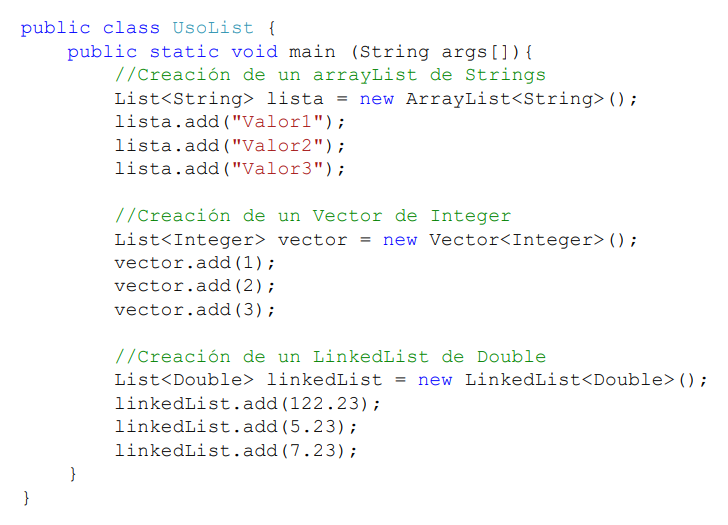 public class UsoList {
public static void main (String args[]){
//Creación de un arrayList de Strings
List<String> lista = new ArrayList<String>();
lista.add("Valor1");
lista.add("Valor2");
lista.add("Valor3");
//Creación de un Vector de Integer
List<Integer> vector = new Vector<Integer>();
vector.add(1);
vector.add(2);
vector.add(3);
//Creación de un LinkedList de Double
List<Double> linkedList = new LinkedList<Double>();
linkedList.add(122.23);
linkedList.add(5.23);
linkedList.add(7.23);
}
}